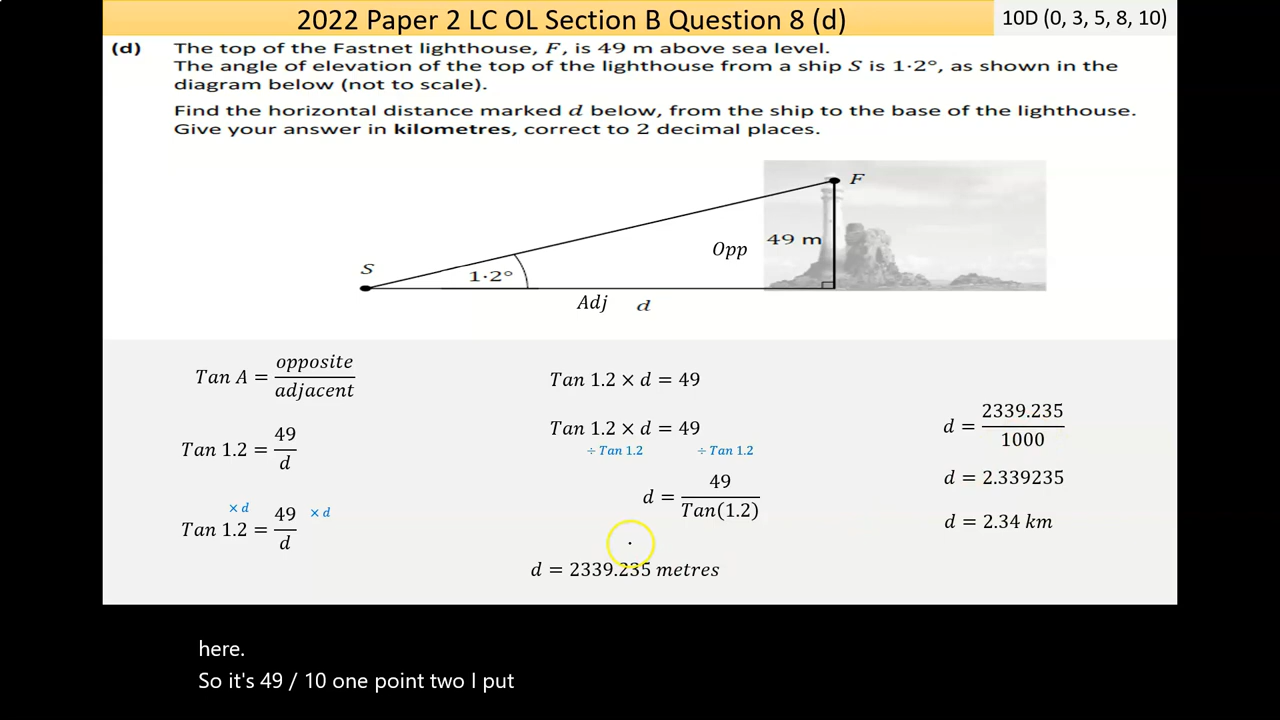 2022 Paper 2 LC OL Section B Question 8 (d)
10D (0, 3, 5, 8, 10)
(d) The top of the Fastnet lighthouse, F, is 49 m above sea level.
The angle of elevation of the top of the lighthouse from a ship S is 1·2°, as shown in the
diagram below (not to scale).
Find the horizontal distance marked d below, from the ship to the base of the lighthouse.
Give your answer in kilometres, correct to 2 decimal places.
F
Opp 49 m
S
1·2°
Adj d
Tan A = opposite/adjacent
Tan 1.2 = 49/d
× d × d
Tan 1.2 = 49/d
Tan 1.2 × d = 49
Tan 1.2 × d = 49
÷ Tan 1.2 ÷ Tan 1.2
d = 49/Tan(1.2)
d = 2339.235 metres
d = 2339.235/1000
d = 2.339235
d = 2.34 km
here.
So it's 49 / 10 one point two I put